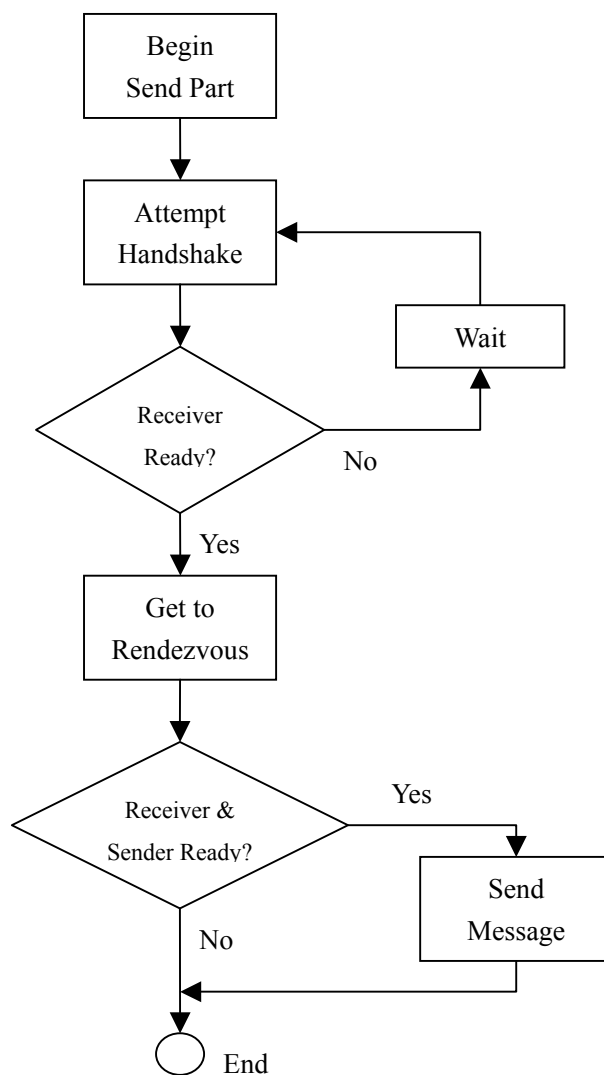 Begin
Send Part
Attempt
Handshake
Wait
Receiver
Ready?
No
Yes
Get to
Rendezvous
Receiver &
Sender Ready?
Yes
Send
Message
No
End